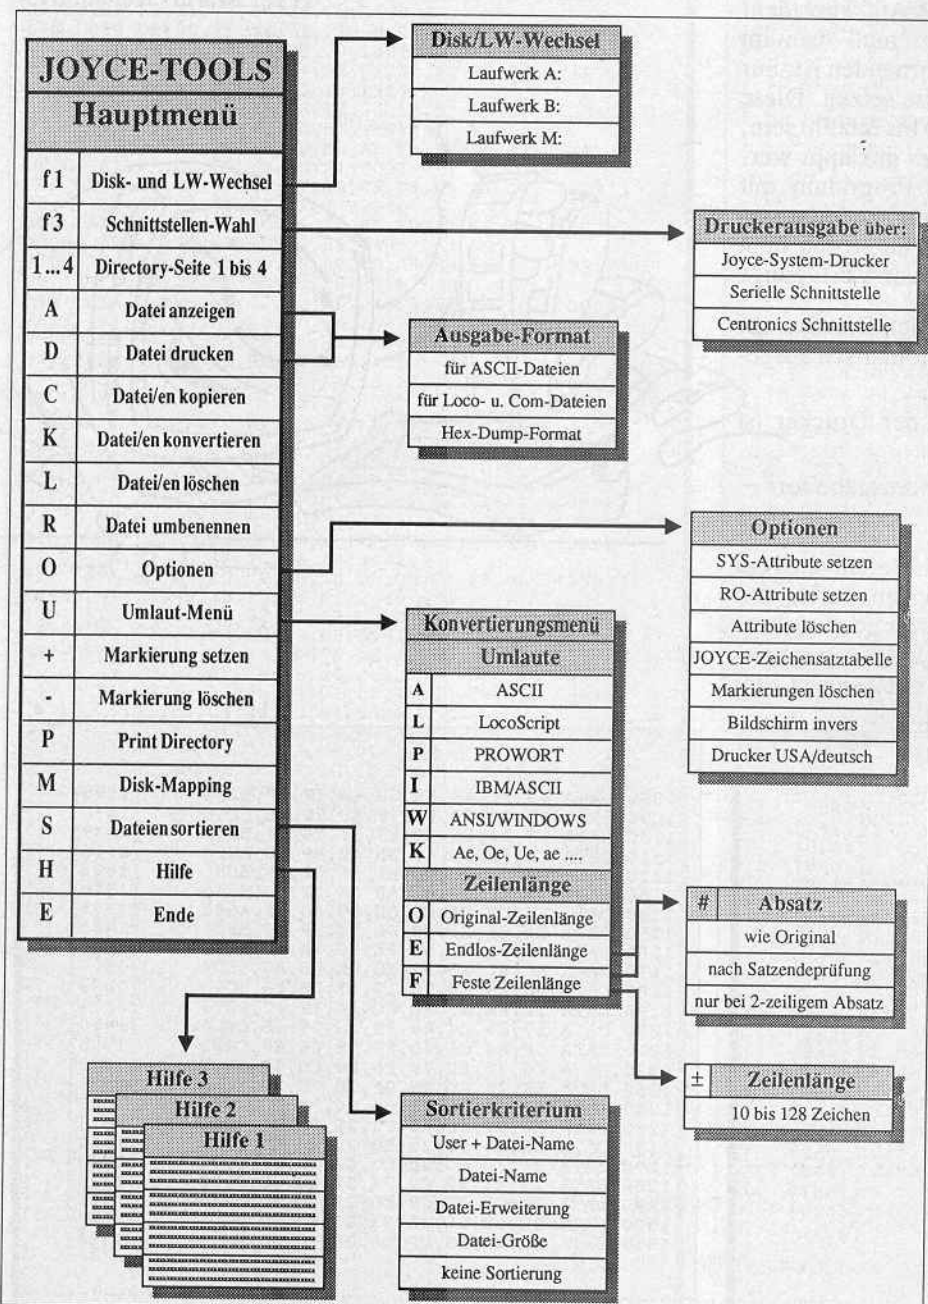 JOYCE-TOOLS
Hauptmenü
f1 Disk- und LW-Wechsel
f3 Schnittstellen-Wahl
1...4 Directory-Seite 1 bis 4
A Datei anzeigen
D Datei drucken
C Datei/en kopieren
K Datei/en konvertieren
L Datei/en löschen
R Datei umbenennen
O Optionen
U Umlaut-Menü
+ Markierung setzen
- Markierung löschen
P Print Directory
M Disk-Mapping
S Dateien sortieren
H Hilfe
E Ende
Disk/LW-Wechsel
Laufwerk A:
Laufwerk B:
Laufwerk M:
Druckerausgabe über:
Joyce-System-Drucker
Serielle Schnittstelle
Centronics Schnittstelle
Ausgabe-Format
für ASCII-Dateien
für Loco- u. Com-Dateien
Hex-Dump-Format
Optionen
SYS-Attribute setzen
RO-Attribute setzen
Attribute löschen
JOYCE-Zeichensatztabelle
Markierungen löschen
Bildschirm invers
Drucker USA/deutsch
Konvertierungsmenü
Umlaute
A ASCII
L LocoScript
P PROWORT
I IBM/ASCII
W ANSI/WINDOWS
K Ae, Oe, Ue, ae ....
Zeilenlänge
O Original-Zeilenlänge
E Endlos-Zeilenlänge
F Feste Zeilenlänge
# Absatz
wie Original
nach Satzendeprüfung
nur bei 2-zeiligem Absatz
± Zeilenlänge
10 bis 128 Zeichen
Hilfe 3
Hilfe 2
Hilfe 1
Sortierkriterium
User + Datei-Name
Datei-Name
Datei-Erweiterung
Datei-Größe
keine Sortierung